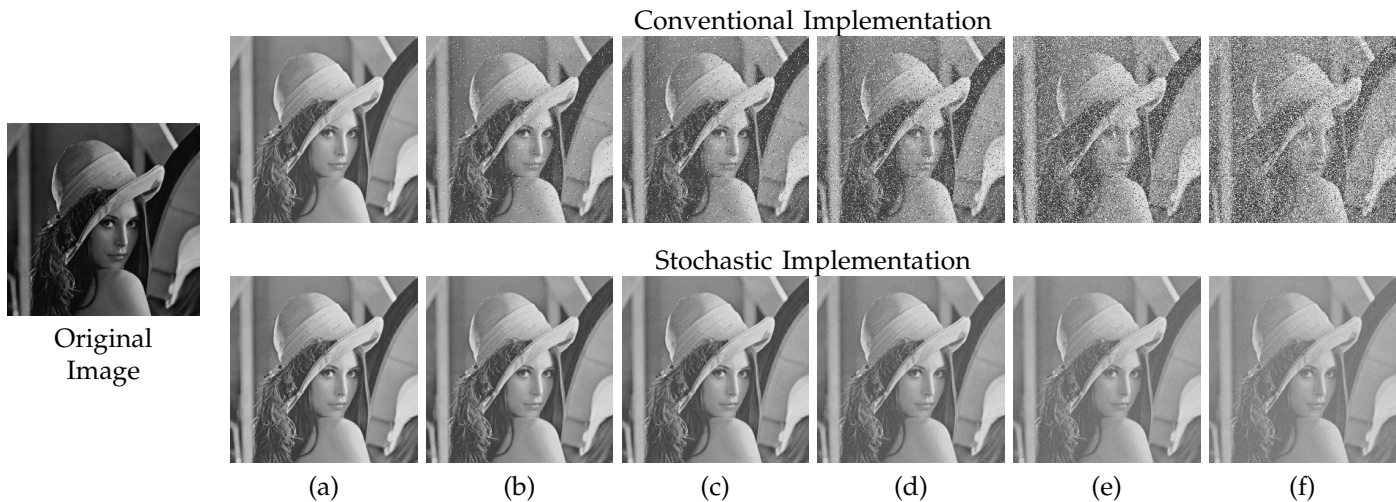 Conventional Implementation
Stochastic Implementation
Original
Image
(a) (b) (c) (d) (e) (f)